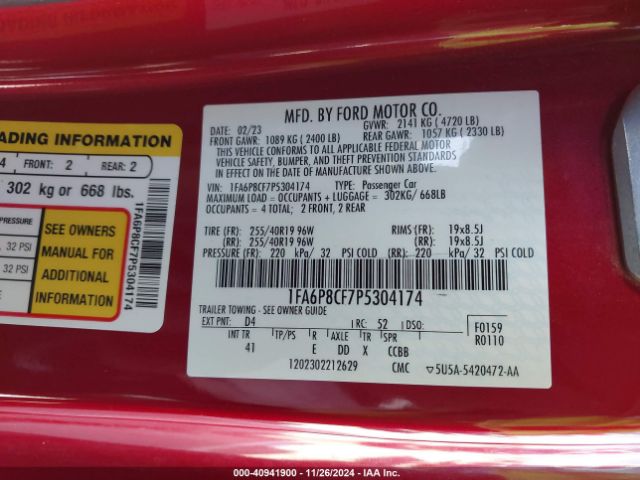 MFD. BY FORD MOTOR CO.
DATE: 02/23 GVWR: 2141 KG ( 4720 LB)
FRONT GAWR: 1089 KG ( 2400 LB) REAR GAWR: 1057 KG ( 2330 LB)
THIS VEHICLE CONFORMS TO ALL APPLICABLE FEDERAL MOTOR
VEHICLE SAFETY, BUMPER, AND THEFT PREVENTION STANDARDS
IN EFFECT ON THE DATE OF MANUFACTURE SHOWN ABOVE.
VIN: 1FA6P8CF7P5304174 TYPE: Passenger Car
MAXIMUM LOAD = OCCUPANTS + LUGGAGE = 302KG/ 668LB
OCCUPANTS = 4 TOTAL; 2 FRONT, 2 REAR
TIRE (FR): 255/40R19 96W RIMS (FR): 19x8.5J
(RR): 255/40R19 96W (RR): 19x8.5J
PRESSURE (FR): 220 kPa/ 32 PSI COLD (RR): 220 kPa/ 32 PSI COLD
1FA6P8CF7P5304174
TRAILER TOWING - SEE OWNER GUIDE
EXT PNT: D4 RC: 52 DSO: F0159
R0110
INT TR TP/PS R AXLE TR SPR
41 E DD X CCBB
1202302212629 CMC 5U5A-5420472-AA
ADING INFORMATION
4 FRONT: 2 REAR: 2
302 kg or 668 lbs.
PRESSURE SEE OWNERS
32 PSI MANUAL FOR
32 PSI ADDITIONAL
INFORMATION
1FA6P8CF7P5304174
000-40941900 - 11/26/2024 - IAA Inc.